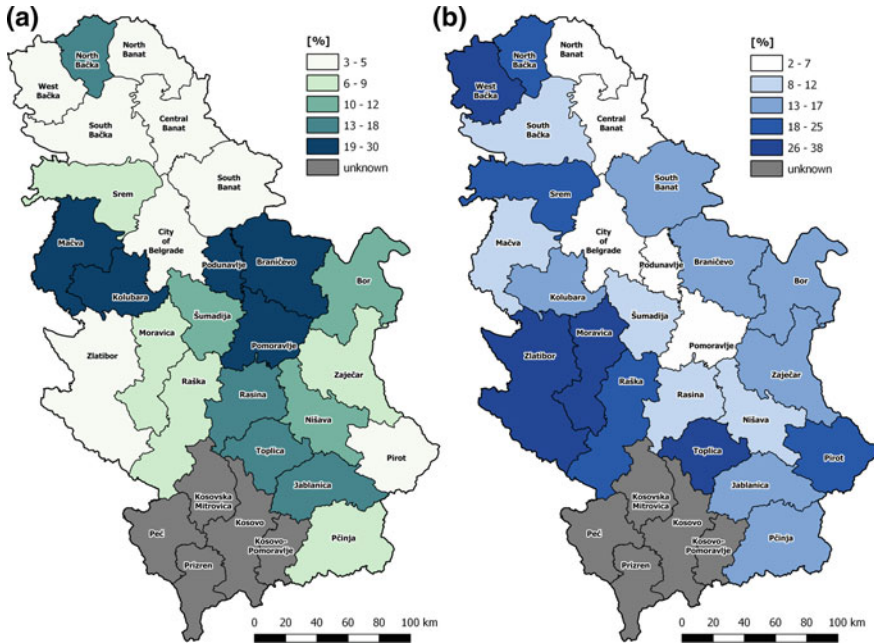 (a)
[%]
3 - 5
6 - 9
10 - 12
13 - 18
19 - 30
unknown
North
Bačka
North
Banat
West
Bačka
South
Bačka
Central
Banat
South
Banat
Srem
City of
Belgrade
Mačva
Podunavlje
Braničevo
Bor
Kolubara
Šumadija
Moravica
Pomoravlje
Zlatibor
Zaječar
Raška
Rasina
Nišava
Toplica
Pirot
Jablanica
Kosovska
Mitrovica
Kosovo
Peć
Kosovo-
Pomoravlje
Pčinja
Prizren
0 20 40 60 80 100 km
(b)
[%]
2 - 7
8 - 12
13 - 17
18 - 25
26 - 38
unknown
North
Bačka
North
Banat
West
Bačka
South
Bačka
Central
Banat
South
Banat
Srem
City of
Belgrade
Mačva
Podunavlje
Braničevo
Bor
Kolubara
Šumadija
Moravica
Pomoravlje
Zlatibor
Zaječar
Raška
Rasina
Nišava
Toplica
Pirot
Jablanica
Kosovska
Mitrovica
Kosovo
Peć
Kosovo-
Pomoravlje
Pčinja
Prizren
0 20 40 60 80 100 km